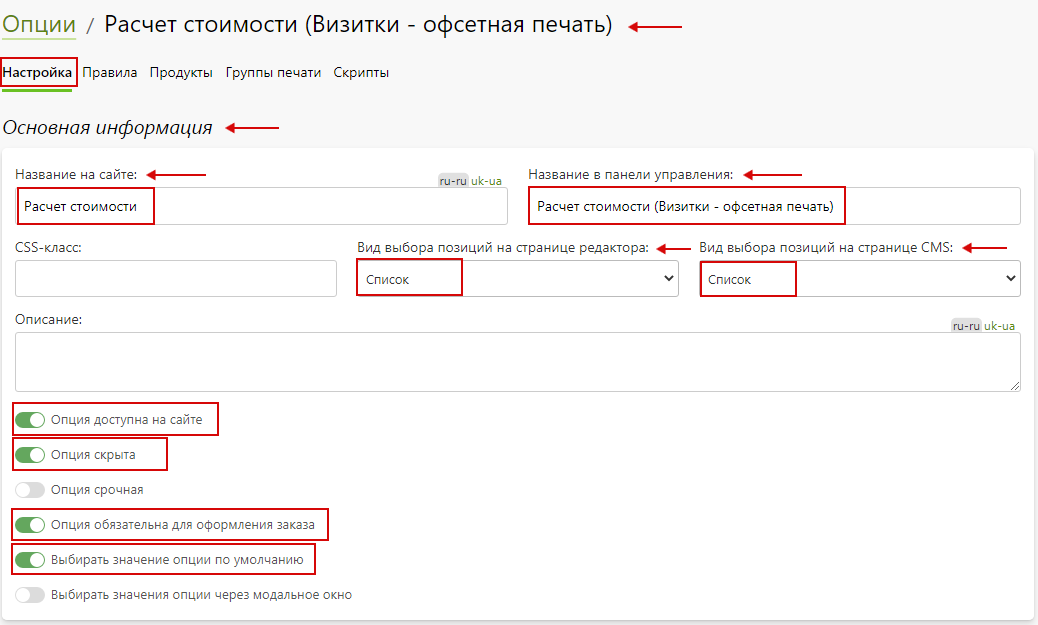 Опции / Расчет стоимости (Визитки - офсетная печать)
Настройка Правила Продукты Группы печати Скрипты
Основная информация
Название на сайте: ru-ru uk-ua Название в панели управления:
Расчет стоимости Расчет стоимости (Визитки - офсетная печать)
CSS-класс: Вид выбора позиций на странице редактора: Вид выбора позиций на странице CMS:
Список Список
Описание: ru-ru uk-ua
Опция доступна на сайте
Опция скрыта
Опция срочная
Опция обязательна для оформления заказа
Выбирать значение опции по умолчанию
Выбирать значения опции через модальное окно